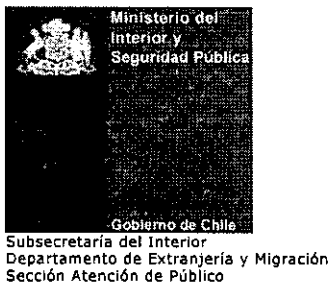 Ministerio del
Interior y
Seguridad Pública
Gobierno de Chile
Subsecretaría del Interior
Departamento de Extranjería y Migración
Sección Atención de Público